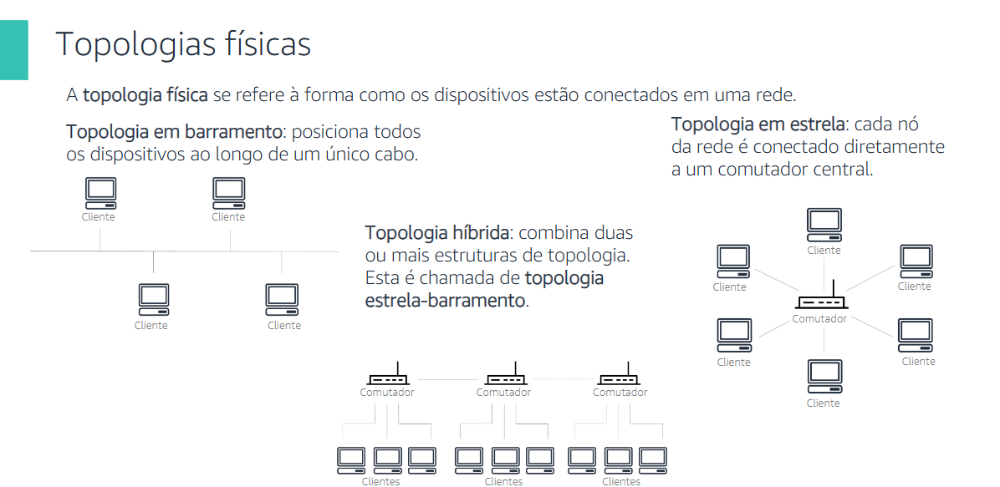 Topologias físicas
A topologia física se refere à forma como os dispositivos estão conectados em uma rede.
Topologia em barramento: posiciona todos
os dispositivos ao longo de um único cabo.
Cliente
Cliente
Cliente
Cliente
Topologia híbrida: combina duas
ou mais estruturas de topologia.
Esta é chamada de topologia
estrela-barramento.
Comutador
Comutador
Comutador
Clientes
Clientes
Clientes
Topologia em estrela: cada nó
da rede é conectado diretamente
a um comutador central.
Cliente
Cliente
Cliente
Comutador
Cliente
Cliente
Cliente